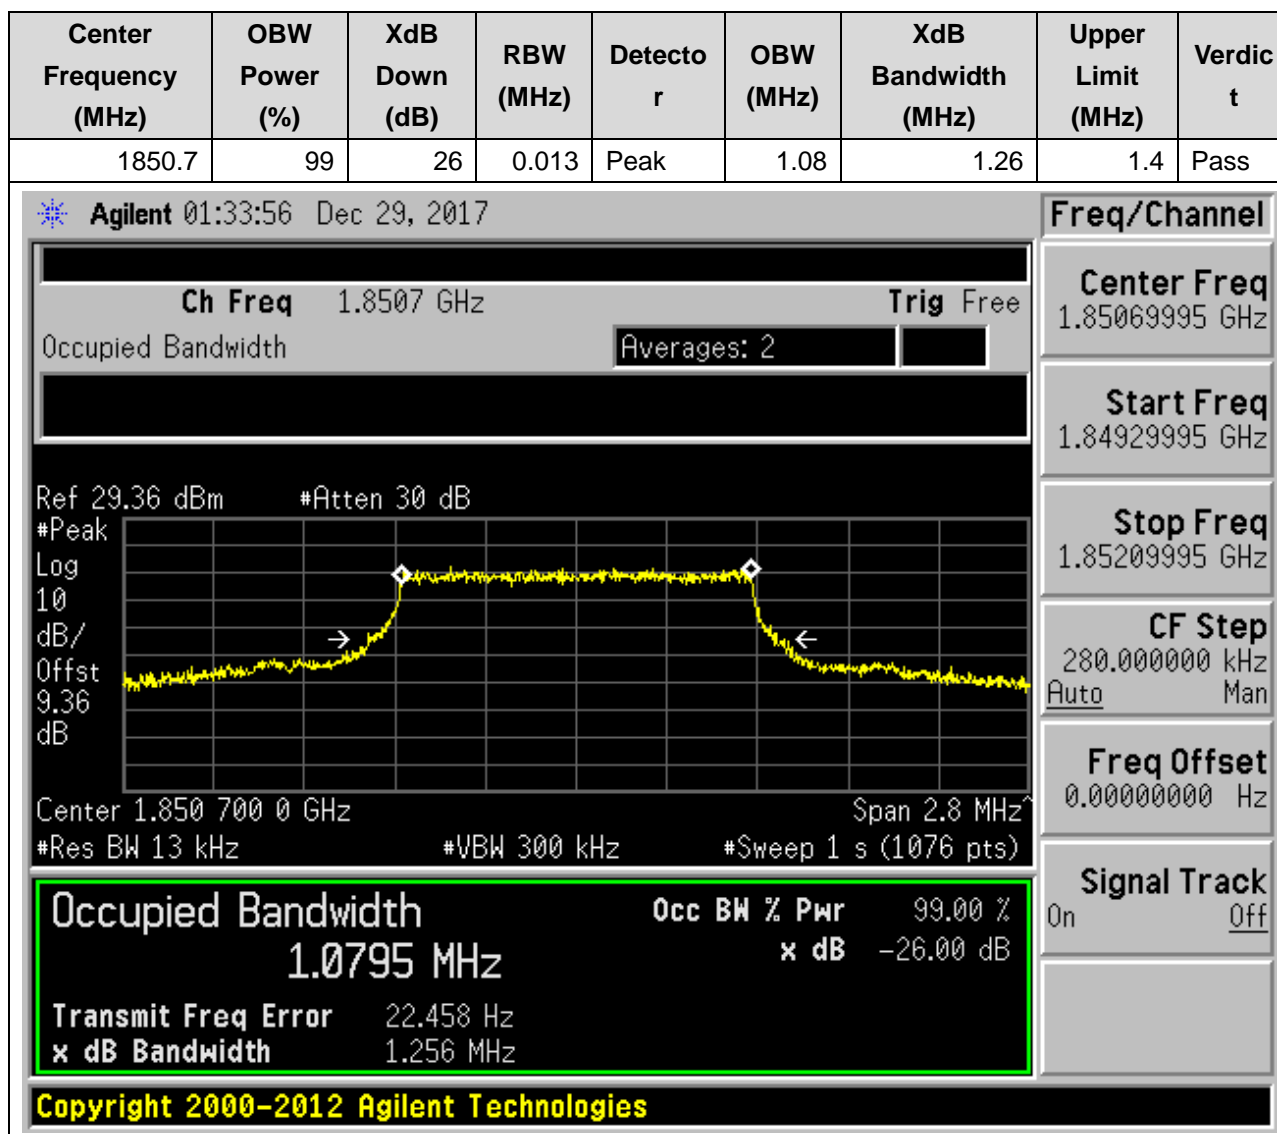 Center Frequency (MHz) OBW Power (%) XdB Down (dB) RBW (MHz) Detecto r OBW (MHz) XdB Bandwidth (MHz) Upper Limit (MHz) Verdic t
1850.7 99 26 0.013 Peak 1.08 1.26 1.4 Pass
Agilent 01:33:56 Dec 29, 2017
Freq/Channel
Ch Freq 1.8507 GHz Trig Free
Occupied Bandwidth Averages: 2
Center Freq
1.85069995 GHz
Start Freq
1.84929995 GHz
Stop Freq
1.85209995 GHz
CF Step
280.000000 kHz
Auto Man
Freq Offset
0.00000000 Hz
Signal Track
On Off
Ref 29.36 dBm #Atten 30 dB
#Peak
Log
10
dB/
Offst
9.36
dB
Center 1.850 700 0 GHz Span 2.8 MHz^
#Res BW 13 kHz #VBW 300 kHz #Sweep 1 s (1076 pts)
Occupied Bandwidth Occ BW % Pwr 99.00 %
1.0795 MHz x dB -26.00 dB
Transmit Freq Error 22.458 Hz
x dB Bandwidth 1.256 MHz
Copyright 2000-2012 Agilent Technologies